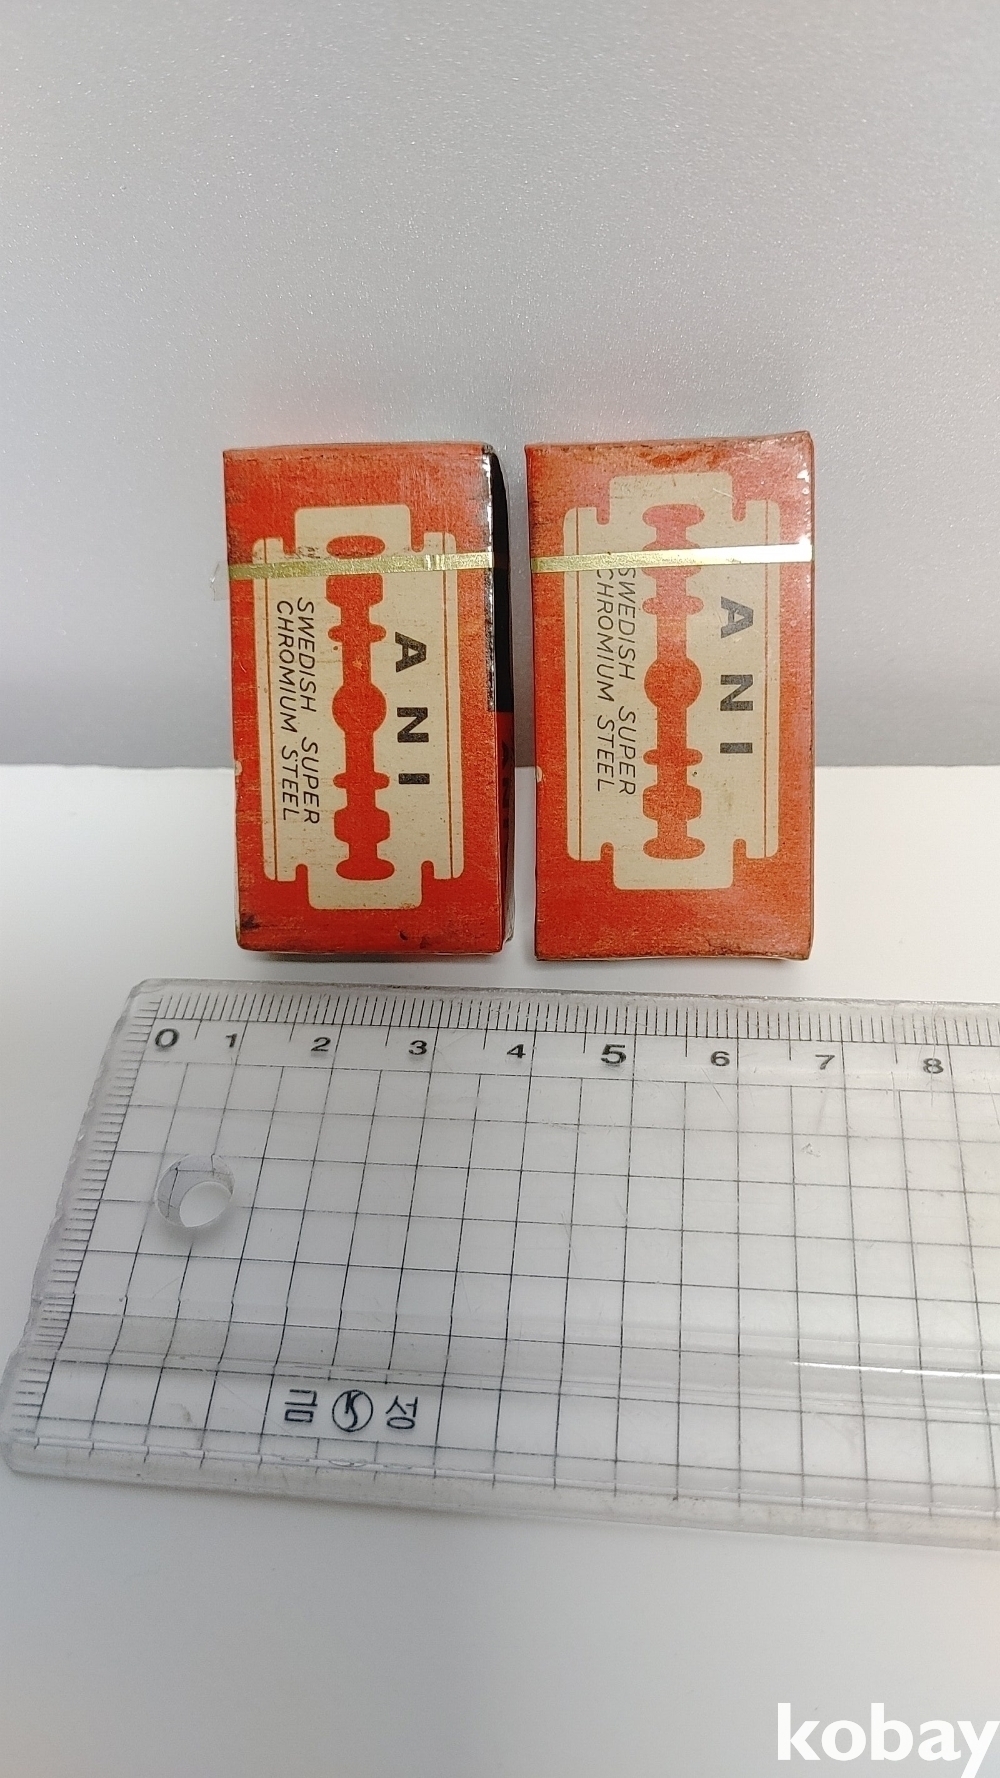 ANI
SWEDISH SUPER
CHROMIUM STEEL
ANI
SWEDISH SUPER
CHROMIUM STEEL
0 1 2 3 4 5 6 7 8
금 성
kobay